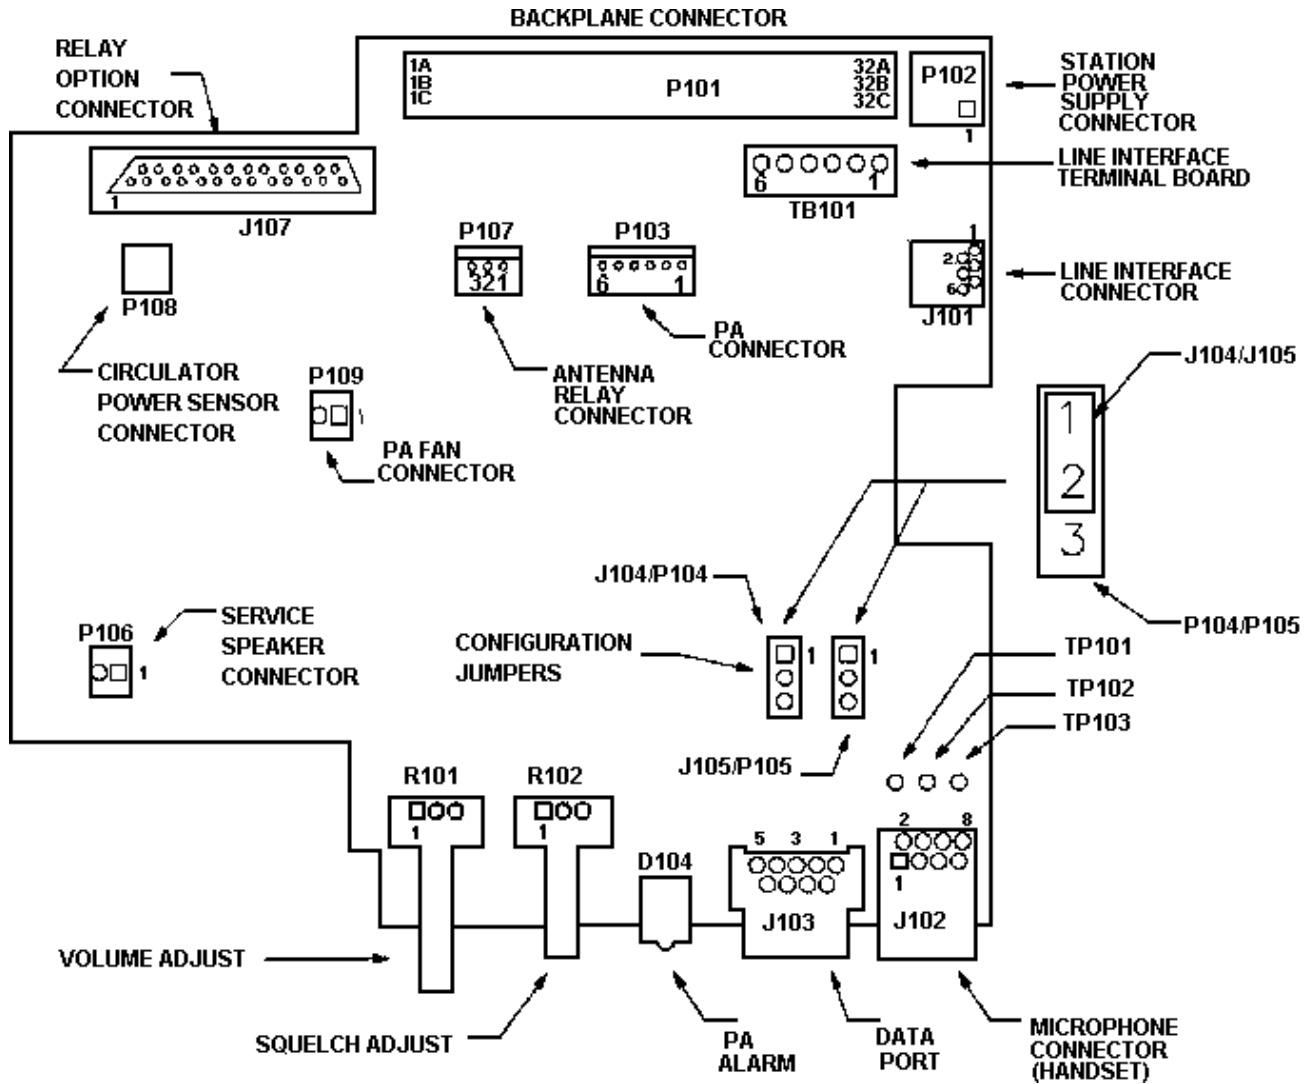 BACKPLANE CONNECTOR
RELAY
OPTION
CONNECTOR
1A
1B
1C
P101
32A
32B
32C
P102
1
STATION
POWER
SUPPLY
CONNECTOR
LINE INTERFACE
TERMINAL BOARD
6
1
TB101
1
J107
P107
321
P103
6
1
1
2
6
J101
LINE INTERFACE
CONNECTOR
P108
CIRCULATOR
POWER SENSOR
CONNECTOR
P109
PA FAN
CONNECTOR
ANTENNA
RELAY
CONNECTOR
PA
CONNECTOR
J104/J105
1
2
3
P104/P105
J104/P104
CONFIGURATION
JUMPERS
1
1
J105/P105
P106
1
SERVICE
SPEAKER
CONNECTOR
TP101
TP102
TP103
R101
1
R102
1
D104
5 3 1
J103
2 8
1
J102
VOLUME ADJUST
SQUELCH ADJUST
PA
ALARM
DATA
PORT
MICROPHONE
CONNECTOR
(HANDSET)